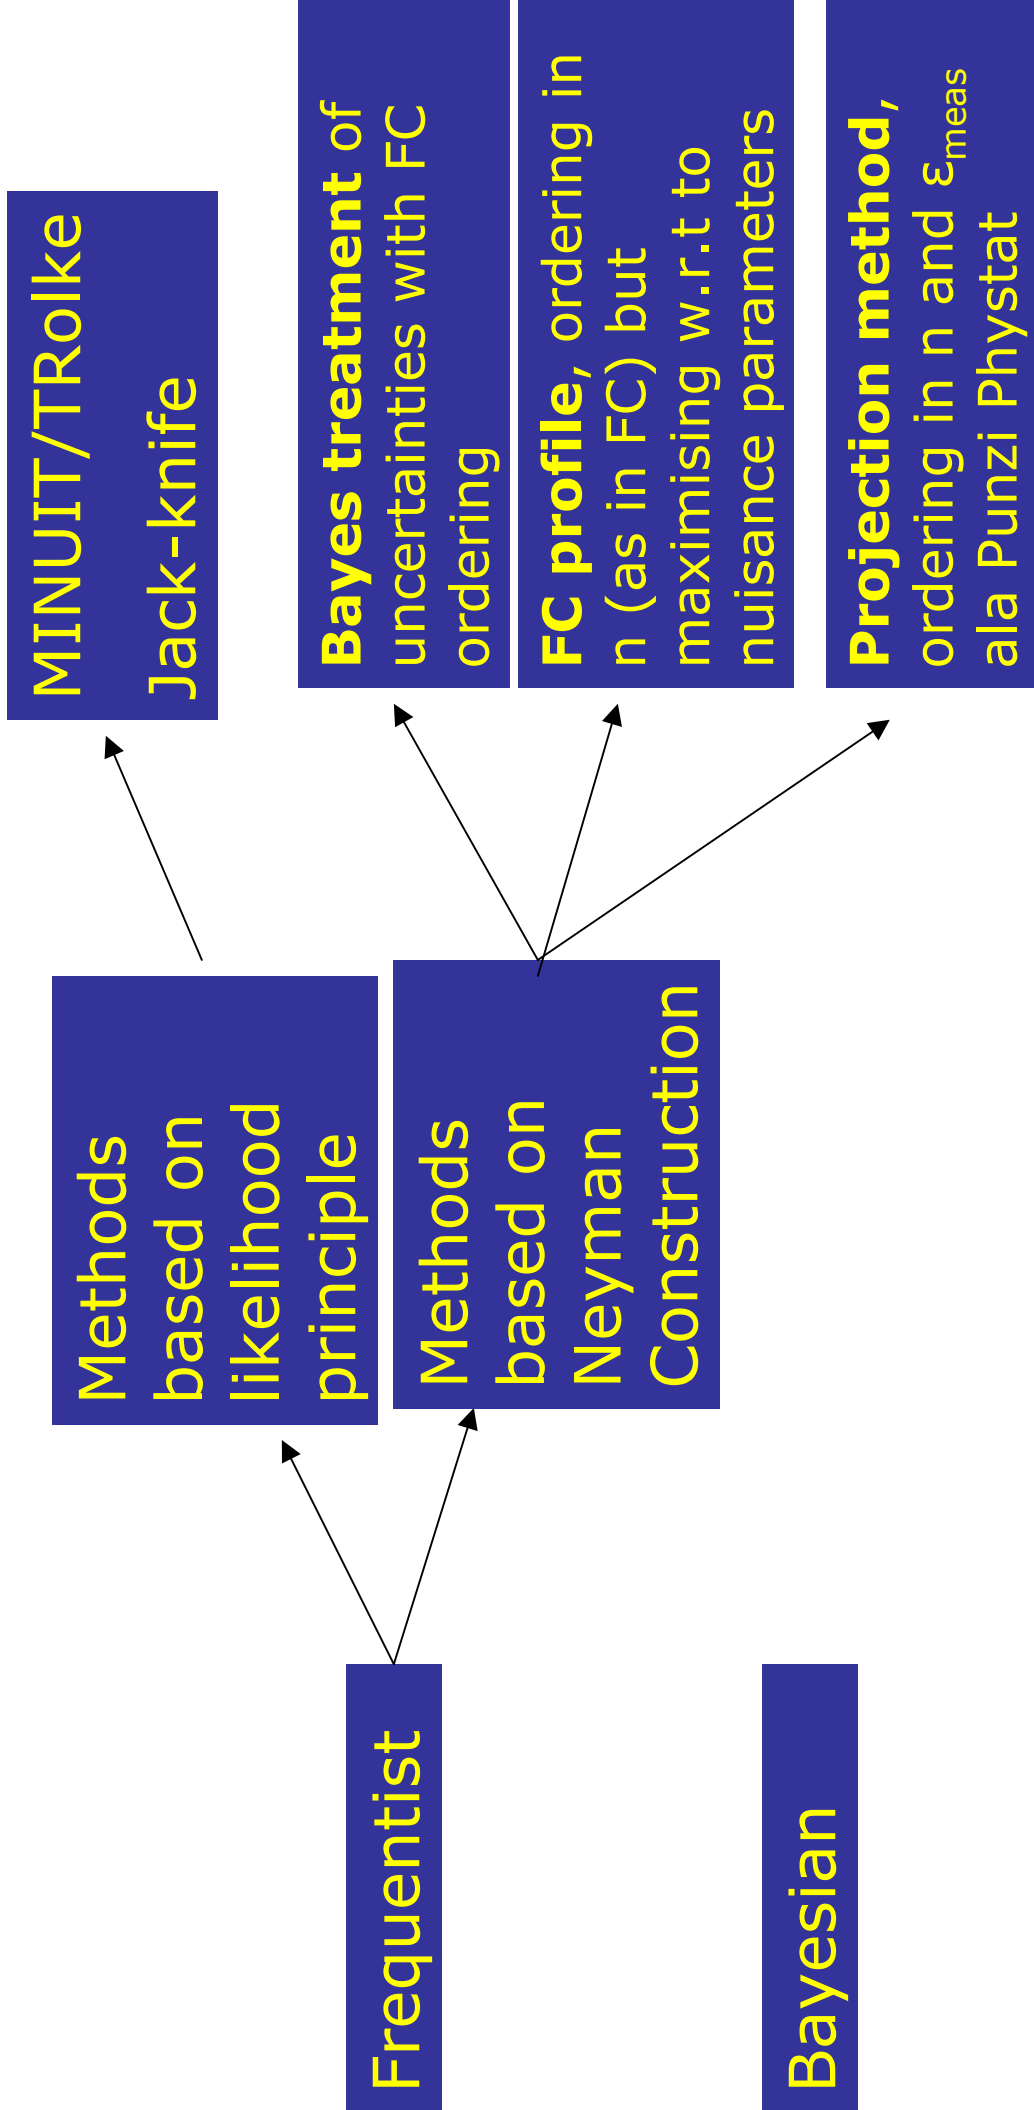 Frequentist
Bayesian
Methods
based on
likelihood
principle
Methods
based on
Neyman
Construction
MINUIT/TRolke
Jack-knife
Bayes treatment of
uncertainties with FC
ordering
FC profile, ordering in
n (as in FC) but
maximising w.r.t to
nuisance parameters
Projection method,
ordering in n and εmeas
ala Punzi Phystat